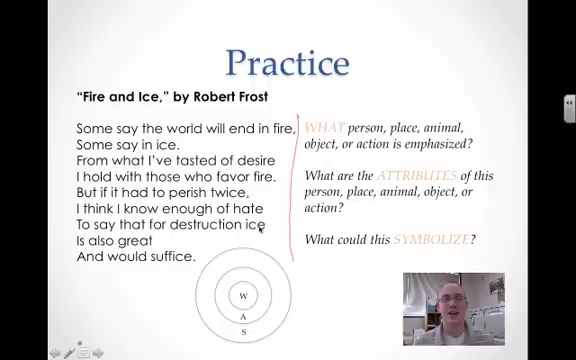 Practice
“Fire and Ice,” by Robert Frost
Some say the world will end in fire,
Some say in ice.
From what I’ve tasted of desire
I hold with those who favor fire.
But if it had to perish twice,
I think I know enough of hate
To say that for destruction ice
Is also great
And would suffice.
WHAT person, place, animal,
object, or action is emphasized?
What are the ATTRIBUTES of this
person, place, animal, object, or
action?
What could this SYMBOLIZE?
W
A
S